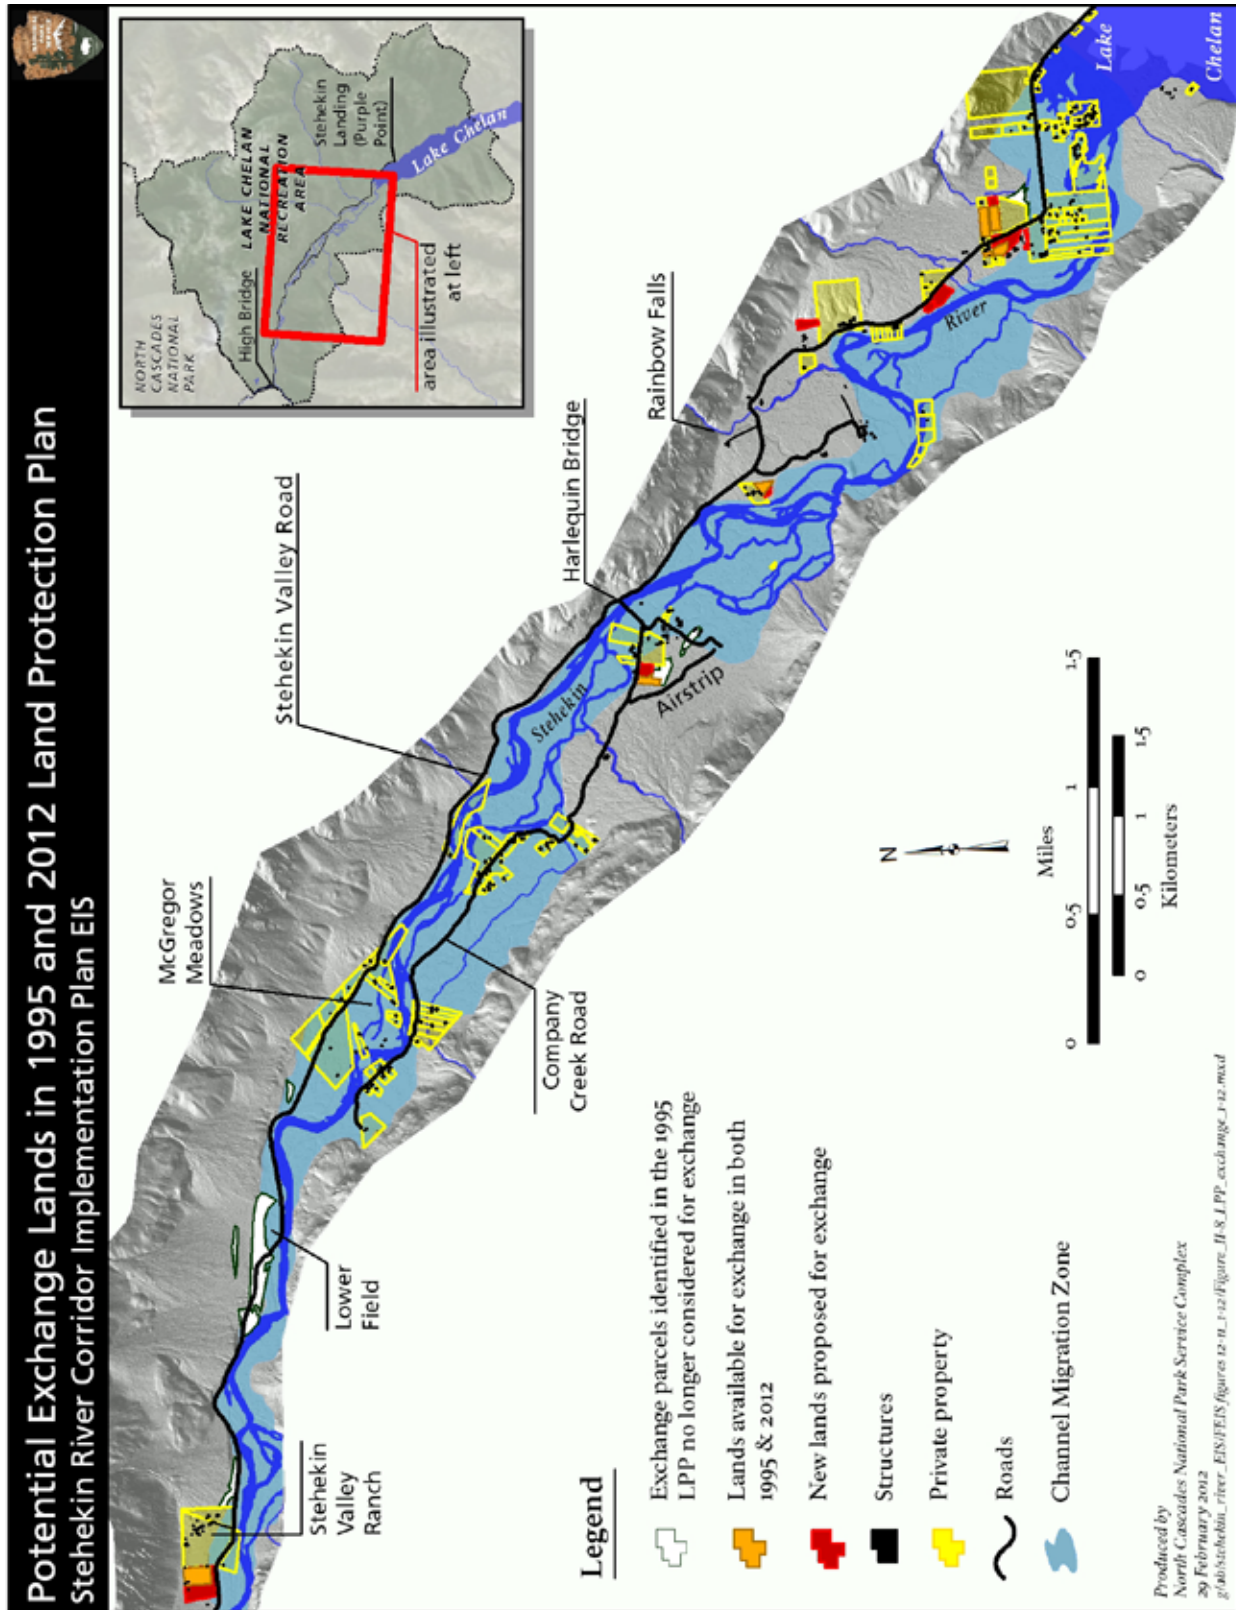 Potential Exchange Lands in 1995 and 2012 Land Protection Plan
Stehekin River Corridor Implementation Plan EIS
NORTH
CASCADES
NATIONAL
PARK
High Bridge
LAKE CHELAN
NATIONAL
RECREATION
AREA
Stehekin
Landing
(Purple
Point)
Lake Chelan
area illustrated
at left
Stehekin
Valley
Ranch
Lower
Field
McGregor
Meadows
Company
Creek Road
Stehekin Valley Road
Harlequin Bridge
Rainbow Falls
Stehekin
River
Airstrip
Lake
Chelan
Legend
Exchange parcels identified in the 1995
LPP no longer considered for exchange
Lands available for exchange in both
1995 & 2012
New lands proposed for exchange
Structures
Private property
Roads
Channel Migration Zone
N
Miles
0 0.5 1 1.5
0 0.5 1 1.5
Kilometers
Produced by
North Cascades National Park Service Complex
29 February 2012